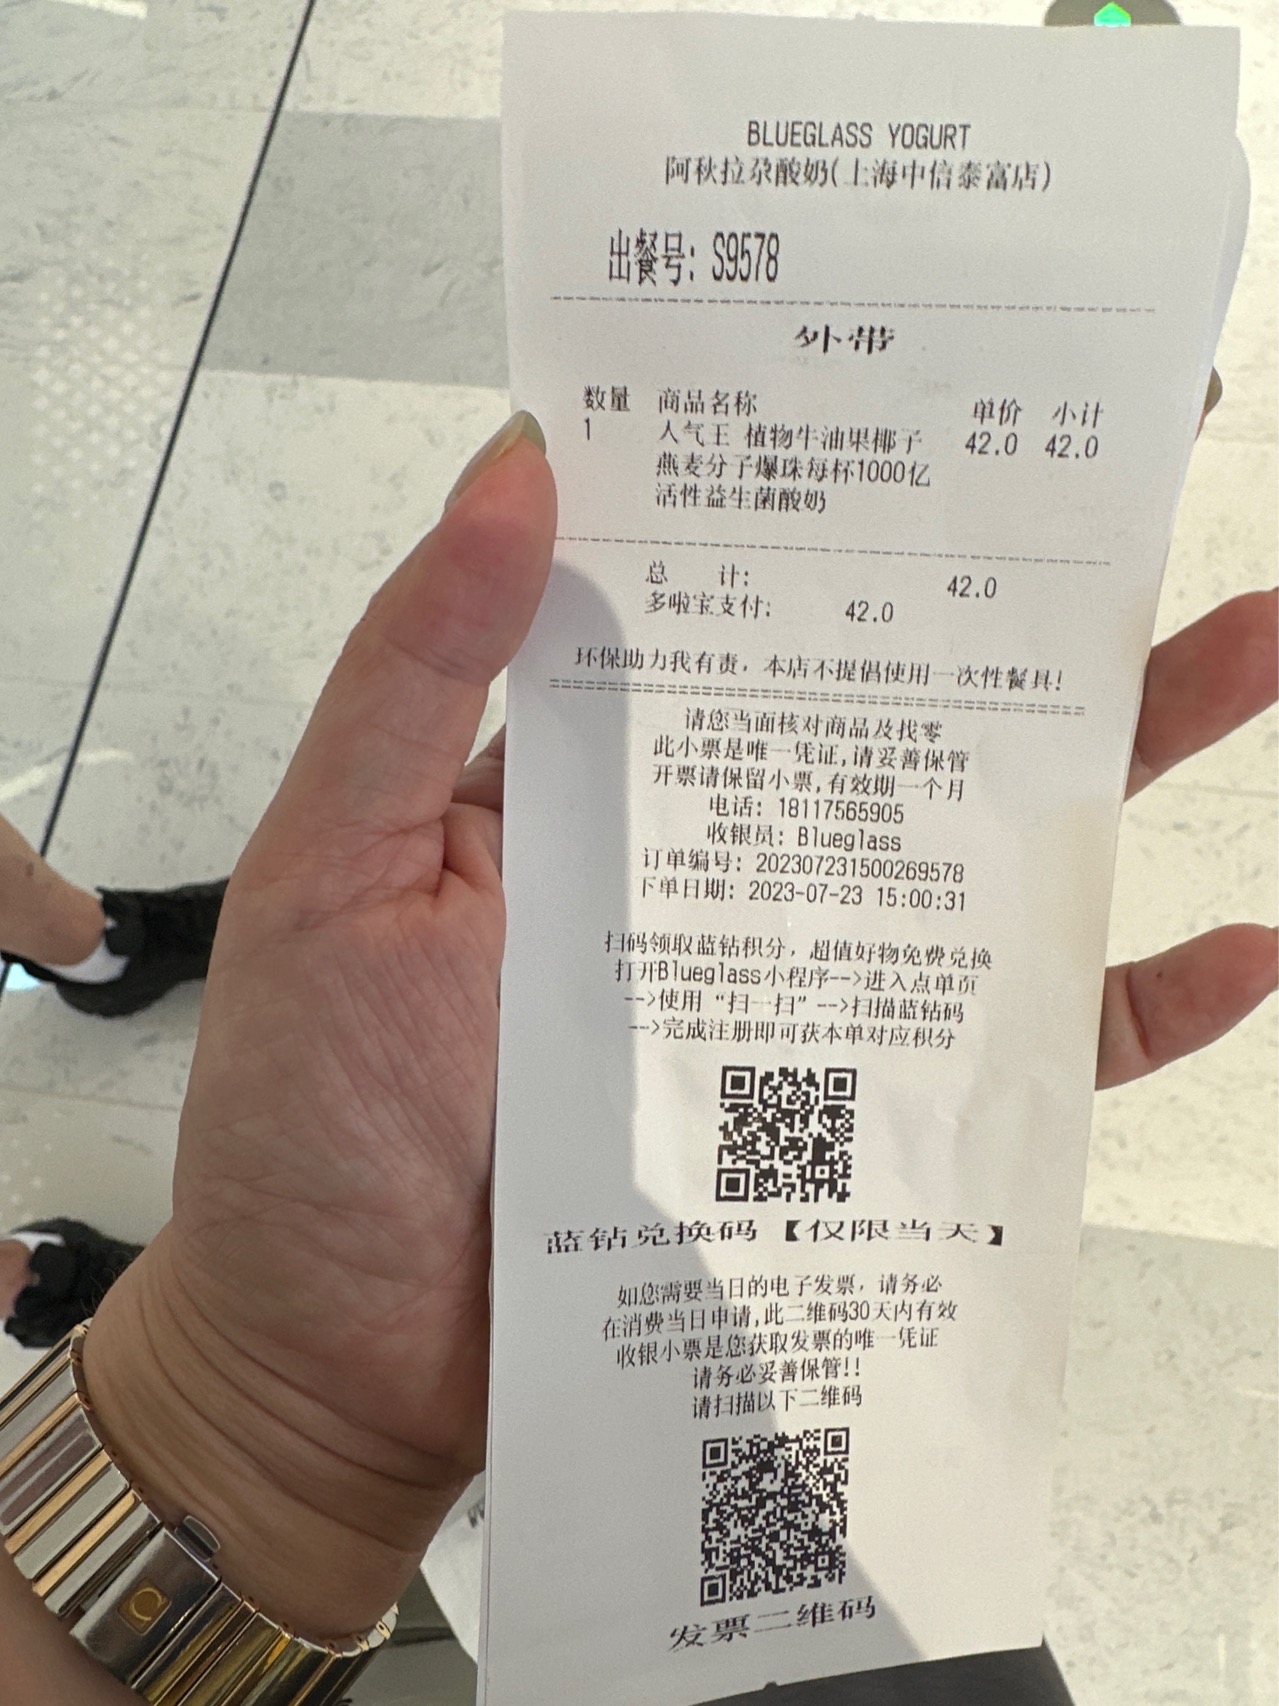 BLUEGLASS YOGURT
阿秋拉尕酸奶(上海中信泰富店)
出餐号: S9578
外带
数量 商品名称 单价 小计
1 人气王 植物牛油果椰子 42.0 42.0
燕麦分子爆珠每杯1000亿
活性益生菌酸奶
总 计: 42.0
多啦宝支付: 42.0
环保助力我有责，本店不提倡使用一次性餐具!
请您当面核对商品及找零
此小票是唯一凭证,请妥善保管
开票请保留小票,有效期一个月
电话: 18117565905
收银员: Blueglass
订单编号: 202307231500269578
下单日期: 2023-07-23 15:00:31
扫码领取蓝钻积分，超值好物免费兑换
打开Blueglass小程序-->进入点单页
-->使用“扫一扫”-->扫描蓝钻码
-->完成注册即可获本单对应积分
蓝钻兑换码【仅限当天】
如您需要当日的电子发票，请务必
在消费当日申请,此二维码30天内有效
收银小票是您获取发票的唯一凭证
请务必妥善保管!!
请扫描以下二维码
发票二维码